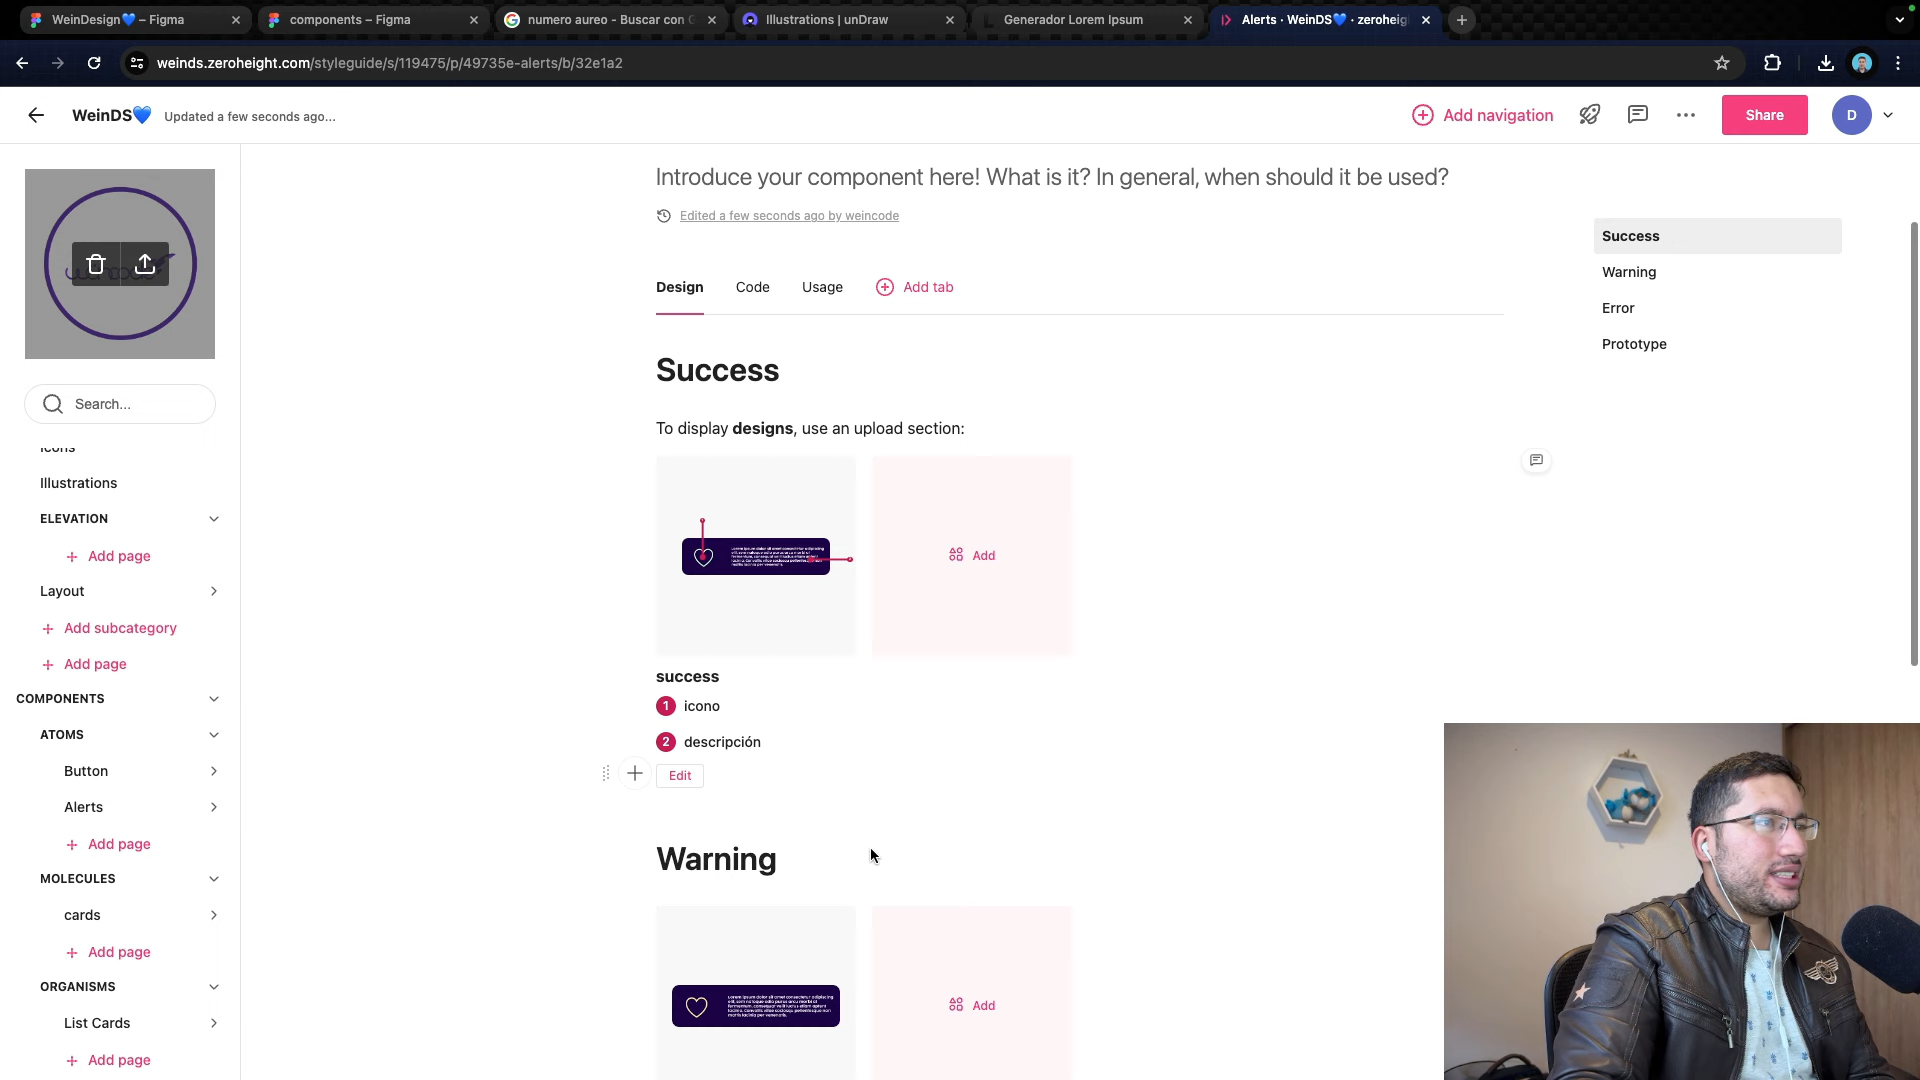 WeinDesign💙 – Figma
components – Figma
numero aureo - Buscar con G
Illustrations | unDraw
Generador Lorem Ipsum
Alerts · WeinDS💙 · zeroheig
weinds.zeroheight.com/styleguide/s/119475/p/49735e-alerts/b/32e1a2
WeinDS💙 Updated a few seconds ago...
Add navigation
Share
D
Search...
Icons
Illustrations
ELEVATION
Add page
Layout
Add subcategory
Add page
COMPONENTS
ATOMS
Button
Alerts
Add page
MOLECULES
cards
Add page
ORGANISMS
List Cards
Add page
Introduce your component here! What is it? In general, when should it be used?
Edited a few seconds ago by weincode
Design Code Usage Add tab
Success
To display designs, use an upload section:
Add
success
1 icono
2 descripción
Edit
Warning
Add
Success
Warning
Error
Prototype